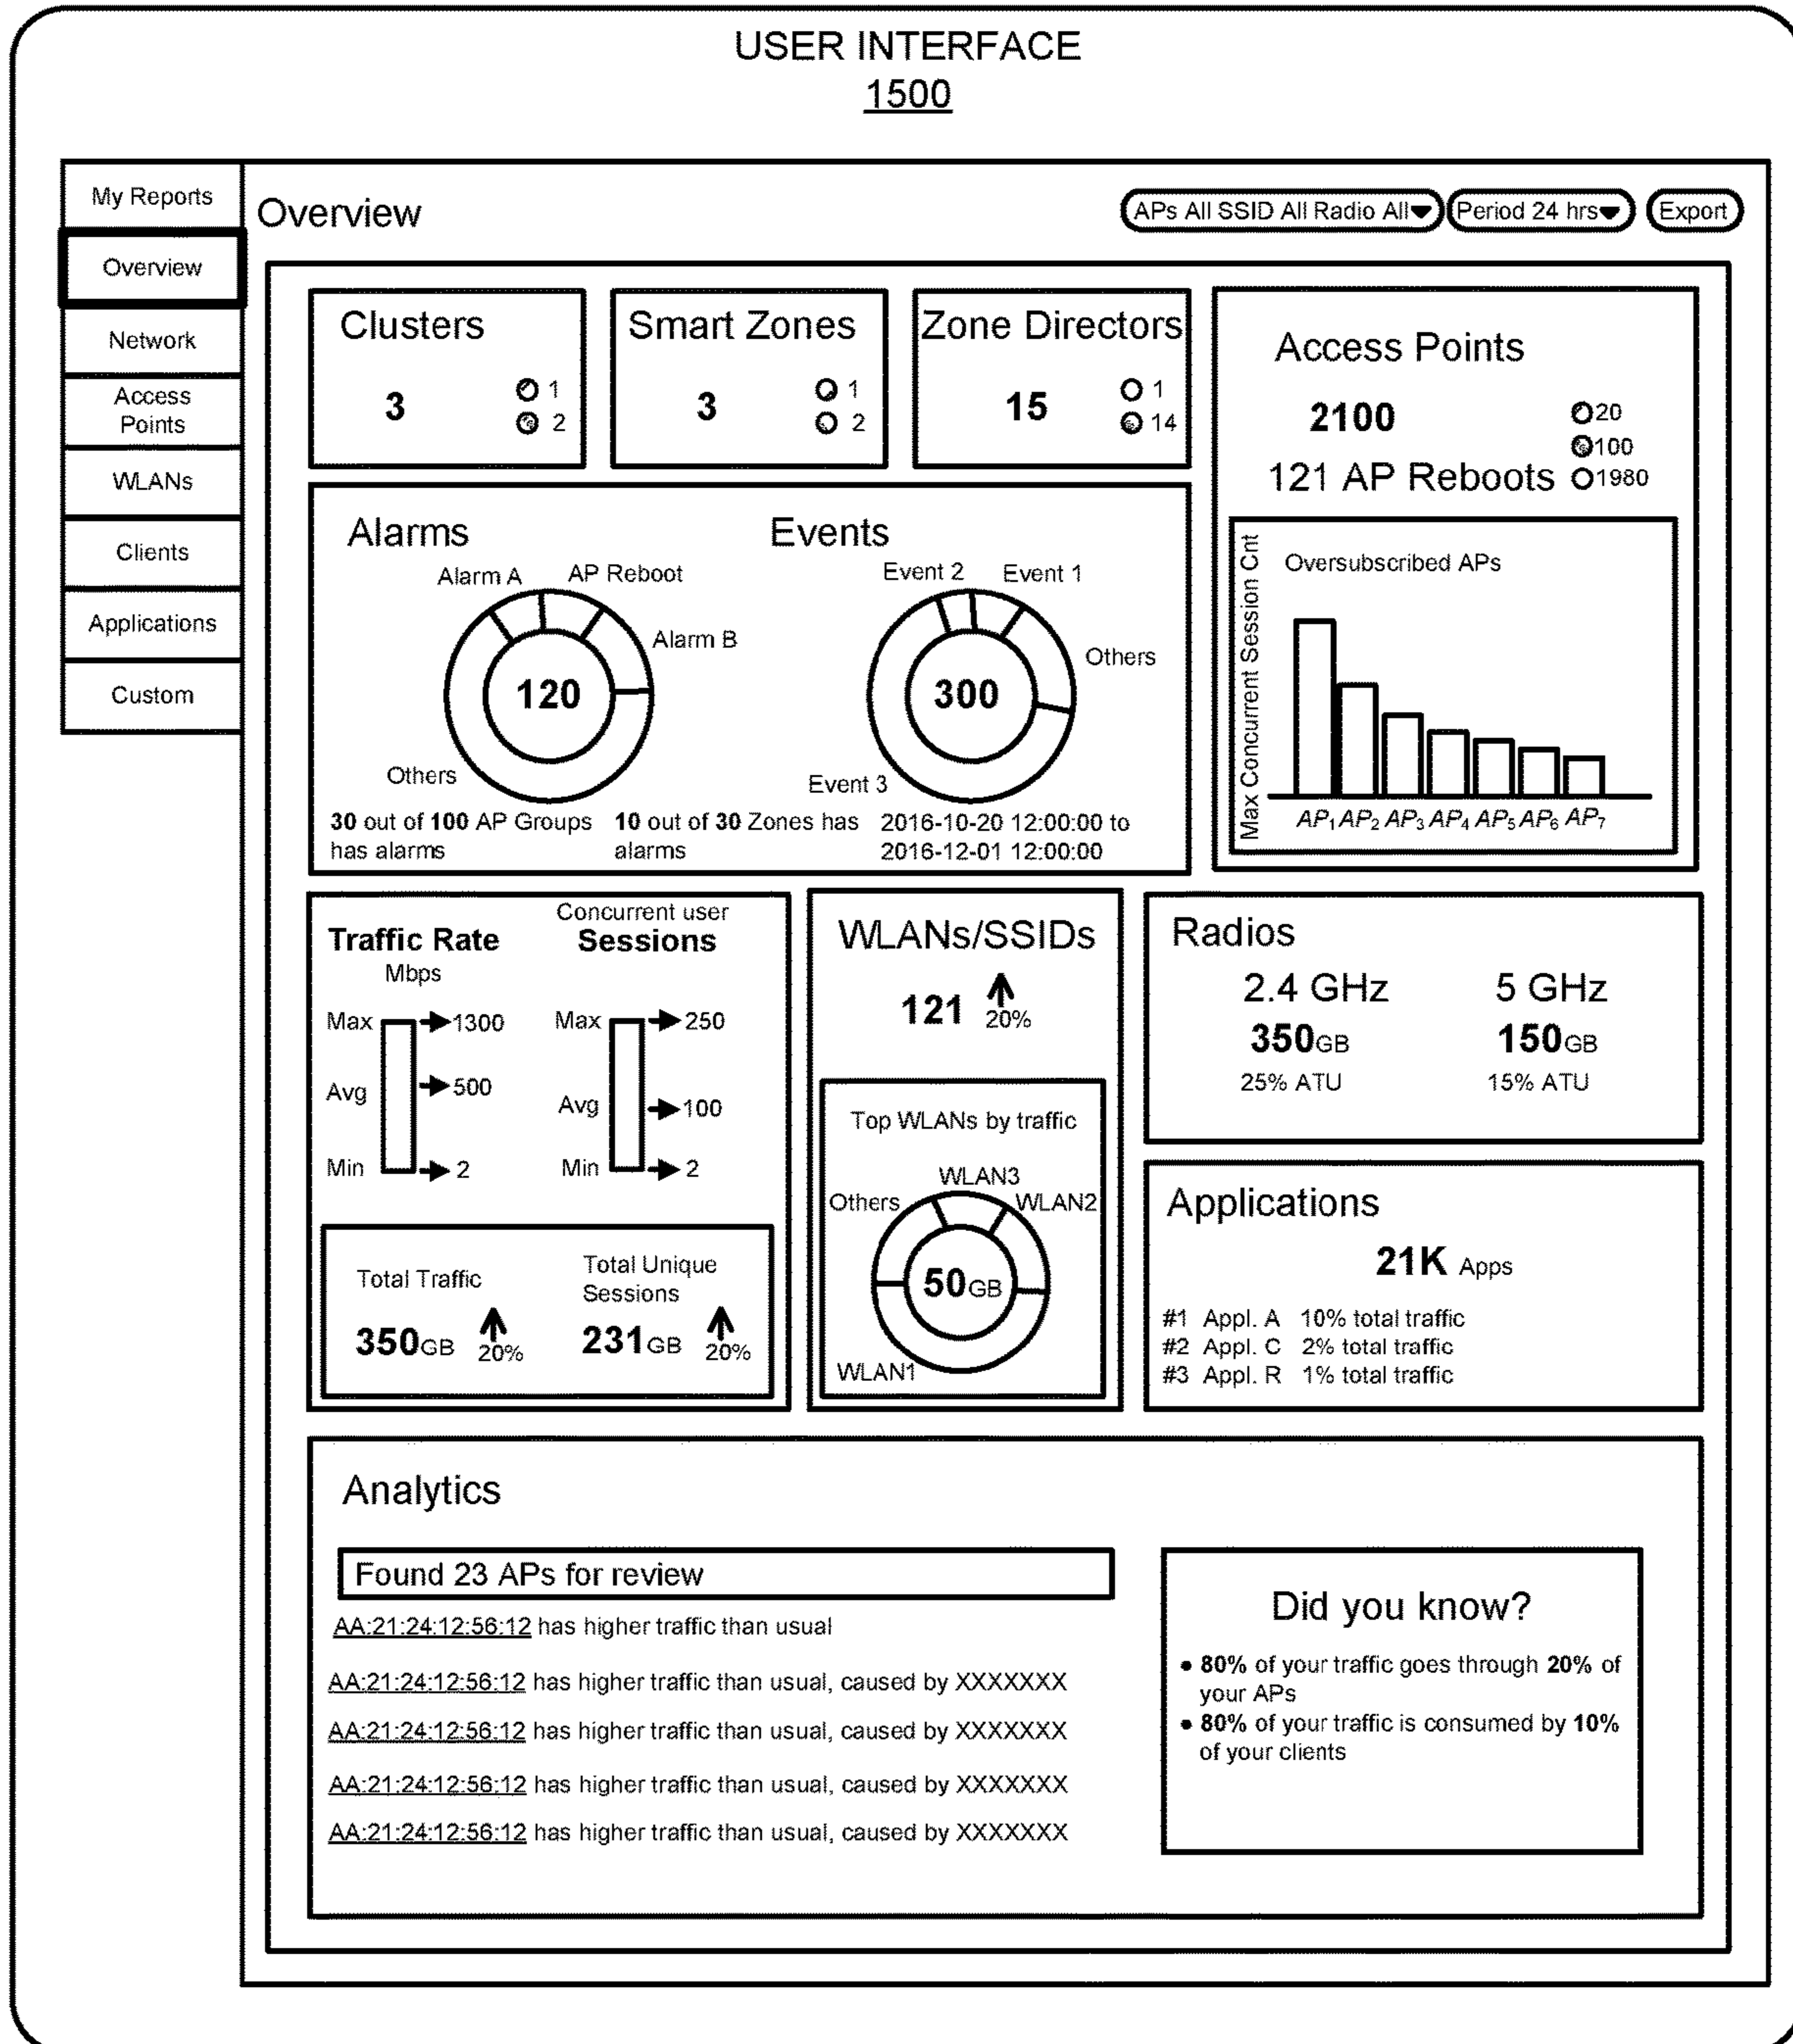 USER INTERFACE
1500
My Reports
Overview
Network
Access
Points
WLANs
Clients
Applications
Custom
Overview
APs All SSID All Radio All
Period 24 hrs
Export
Clusters
3
1
2
Smart Zones
3
1
2
Zone Directors
15
1
14
Access Points
2100
20
100
121 AP Reboots
1980
Max Concurrent Session Cnt
Oversubscribed APs
AP1 AP2 AP3 AP4 AP5 AP6 AP7
Alarms
Alarm A
AP Reboot
Alarm B
120
Others
30 out of 100 AP Groups
has alarms
10 out of 30 Zones has
alarms
Events
Event 2
Event 1
Others
300
Event 3
2016-10-20 12:00:00 to
2016-12-01 12:00:00
Traffic Rate
Mbps
Max 1300
Avg 500
Min 2
Concurrent user
Sessions
Max 250
Avg 100
Min 2
Total Traffic
350GB
20%
Total Unique
Sessions
231GB
20%
WLANs/SSIDs
121
20%
Top WLANs by traffic
WLAN3
Others
WLAN2
50GB
WLAN1
Radios
2.4 GHz
350GB
25% ATU
5 GHz
150GB
15% ATU
Applications
21K Apps
#1 Appl. A 10% total traffic
#2 Appl. C 2% total traffic
#3 Appl. R 1% total traffic
Analytics
Found 23 APs for review
AA:21:24:12:56:12 has higher traffic than usual
AA:21:24:12:56:12 has higher traffic than usual, caused by XXXXXXX
AA:21:24:12:56:12 has higher traffic than usual, caused by XXXXXXX
AA:21:24:12:56:12 has higher traffic than usual, caused by XXXXXXX
AA:21:24:12:56:12 has higher traffic than usual, caused by XXXXXXX
Did you know?
• 80% of your traffic goes through 20% of
your APs
• 80% of your traffic is consumed by 10%
of your clients